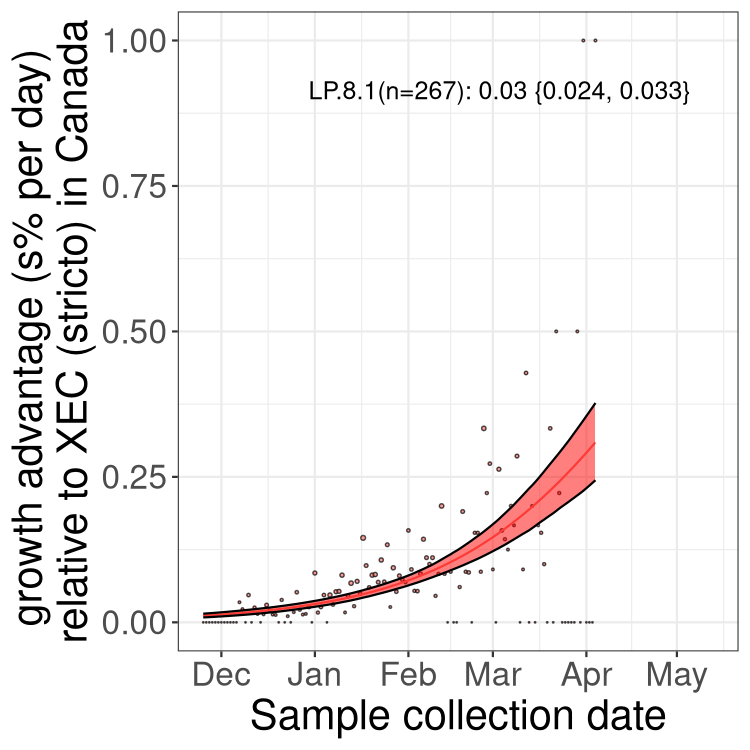 growth advantage (s% per day)
relative to XEC (stricto) in Canada
1.00
0.75
0.50
0.25
0.00
LP.8.1(n=267): 0.03 {0.024, 0.033}
Dec Jan Feb Mar Apr May
Sample collection date